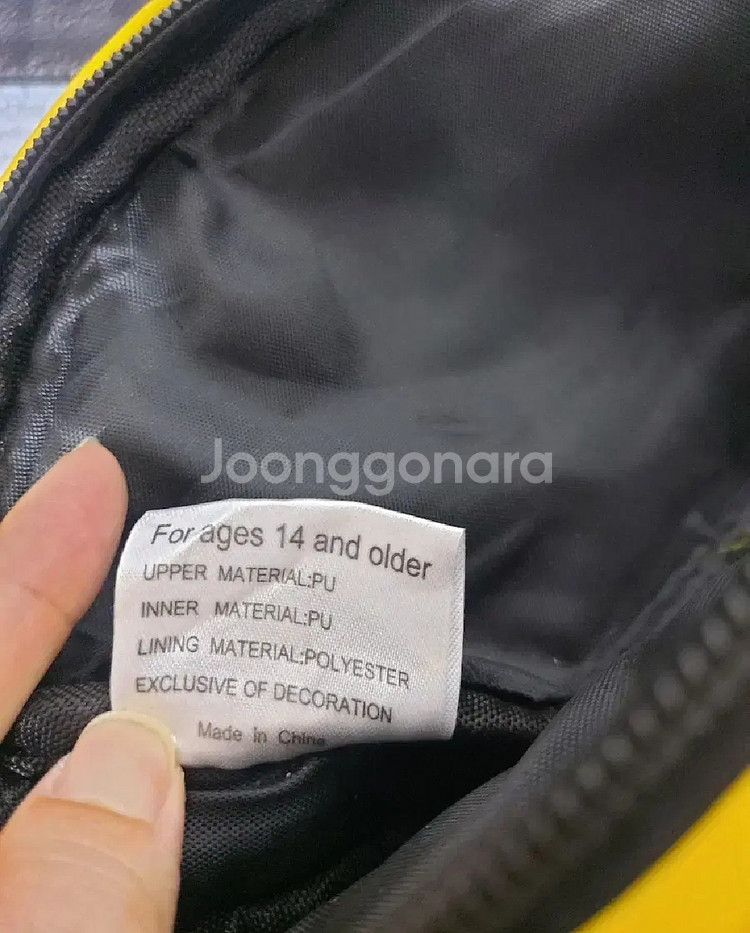 Joonggonara
For ages 14 and older
UPPER MATERIAL:PU
INNER MATERIAL:PU
LINING MATERIAL:POLYESTER
EXCLUSIVE OF DECORATION
Made in China